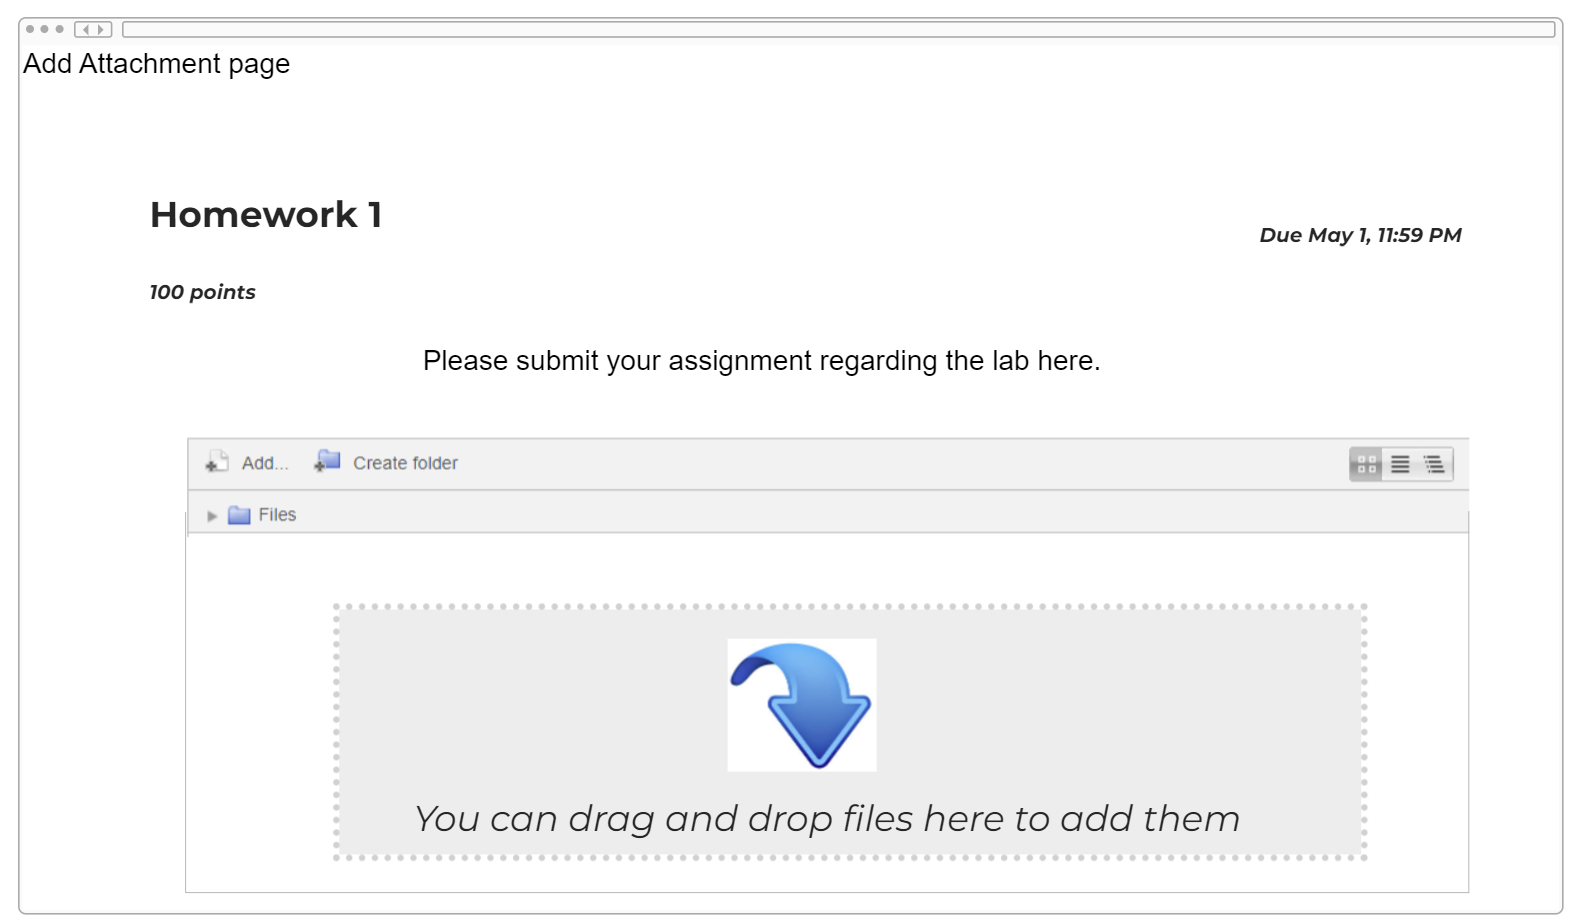 Add Attachment page
Homework 1
Due May 1, 11:59 PM
100 points
Please submit your assignment regarding the lab here.
Add... Create folder
Files
You can drag and drop files here to add them